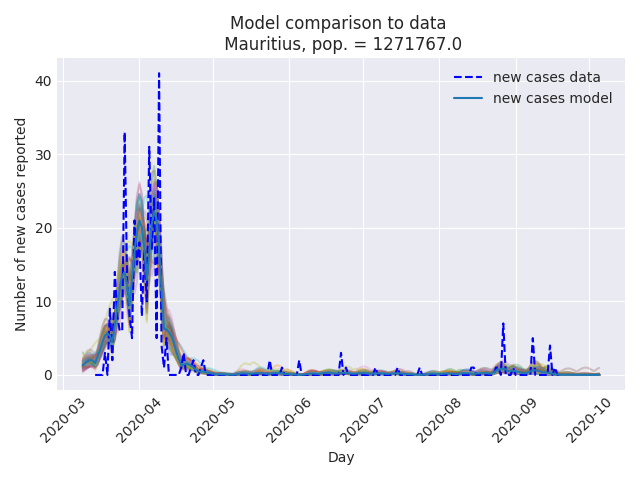 Model comparison to data
Mauritius, pop. = 1271767.0
new cases data
new cases model
Number of new cases reported
40
30
20
10
0
2020-03
2020-04
2020-05
2020-06
2020-07
2020-08
2020-09
2020-10
Day